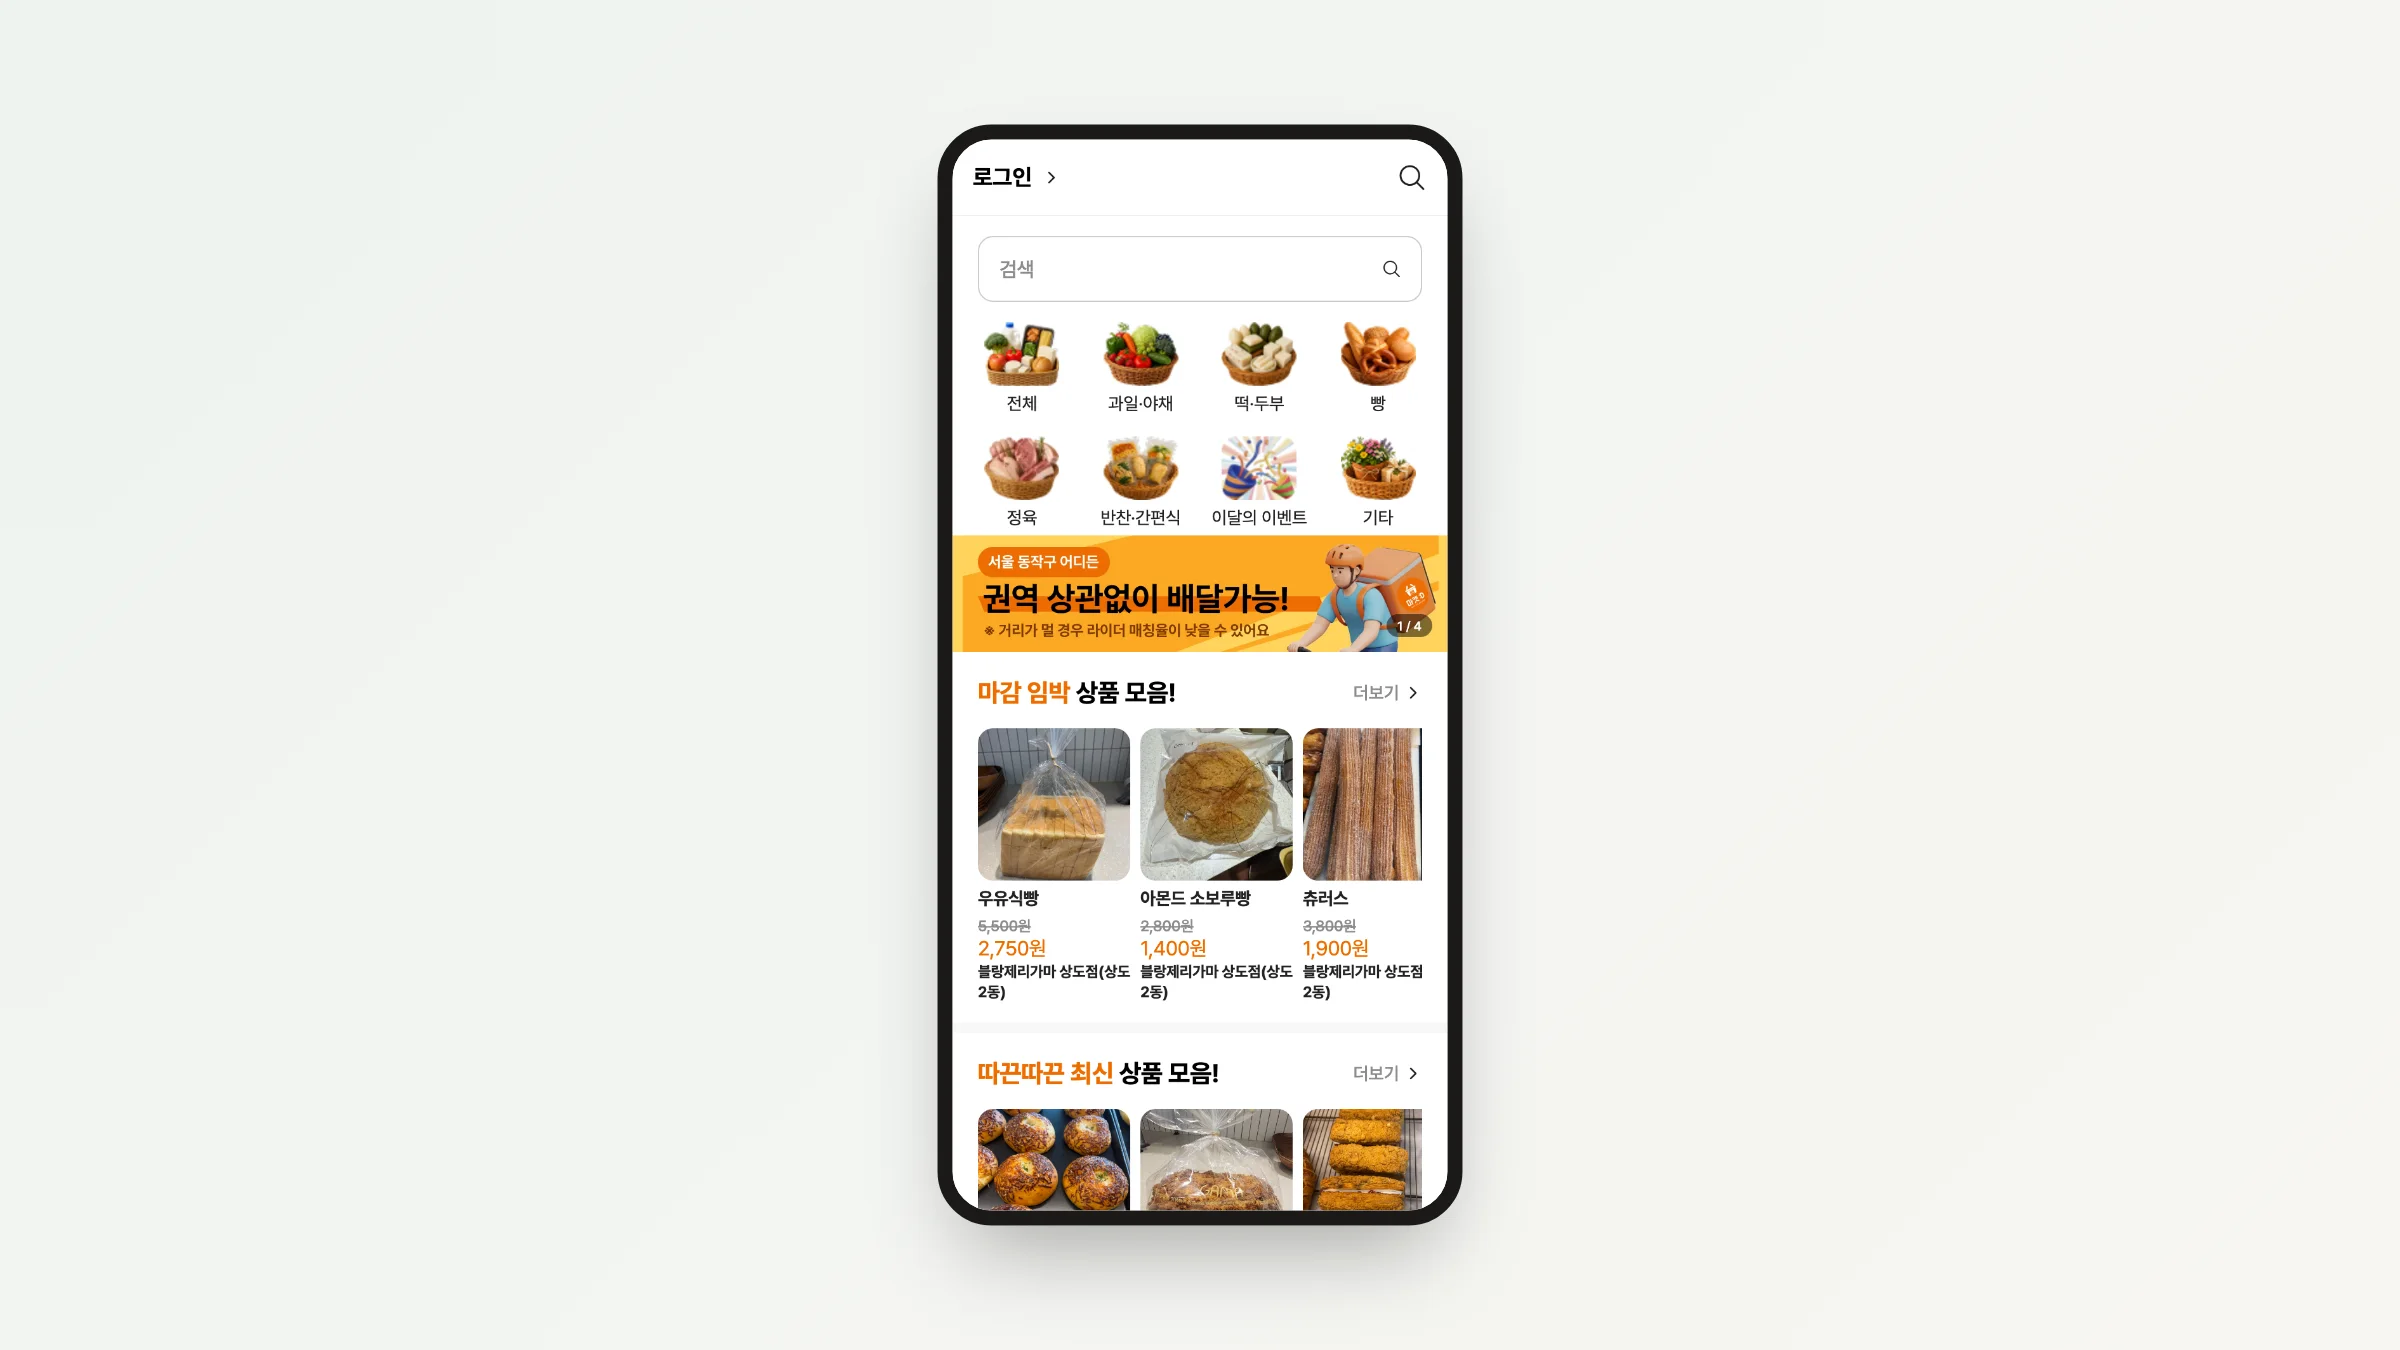 로그인
검색
전체
과일·야채
떡·두부
빵
정육
반찬·간편식
이달의 이벤트
기타
서울 동작구 어디든
권역 상관없이 배달가능!
※ 거리가 멀 경우 라이더 매칭율이 낮을 수 있어요
1 / 4
마감 임박 상품 모음!
더보기
우유식빵
5,500원
2,750원
블랑제리가마 상도점(상도
2동)
아몬드 소보루빵
2,800원
1,400원
블랑제리가마 상도점(상도
2동)
츄러스
3,800원
1,900원
블랑제리가마 상도점
2동)
따끈따끈 최신 상품 모음!
더보기